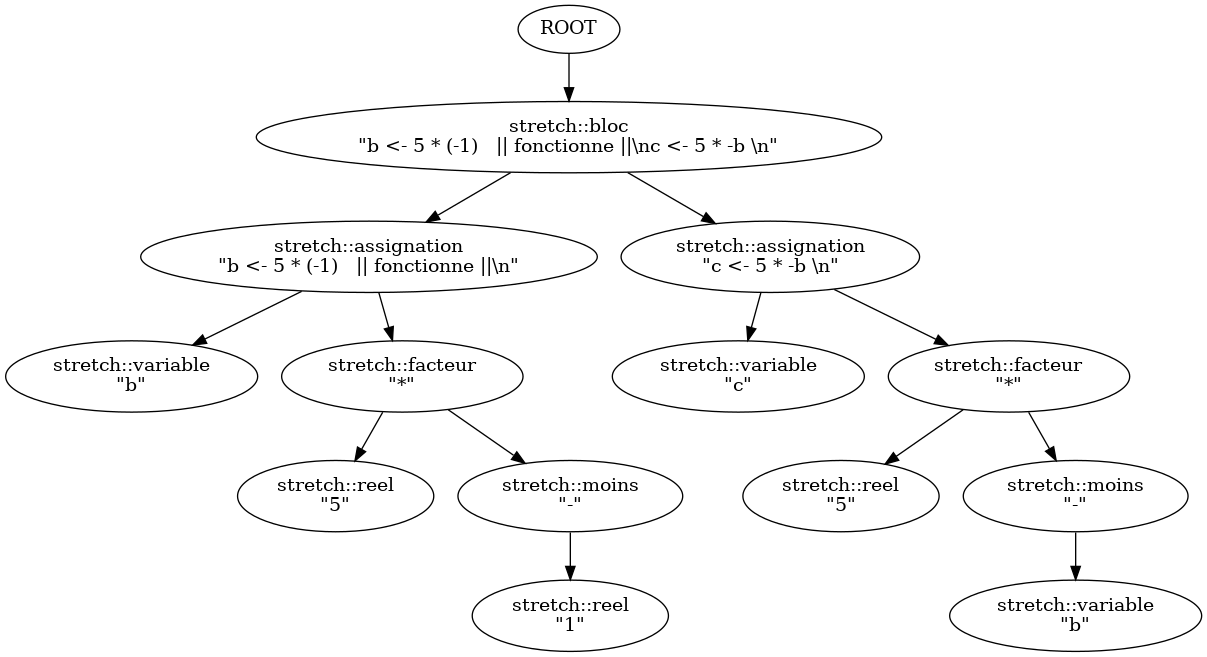 ROOT
stretch::bloc
"b <- 5 * (-1)   || fonctionne ||\nc <- 5 * -b \n"
stretch::assignation
"b <- 5 * (-1)   || fonctionne ||\n"
stretch::assignation
"c <- 5 * -b \n"
stretch::variable
"b"
stretch::facteur
"*"
stretch::variable
"c"
stretch::facteur
"*"
stretch::reel
"5"
stretch::moins
"-"
stretch::reel
"5"
stretch::moins
"-"
stretch::reel
"1"
stretch::variable
"b"